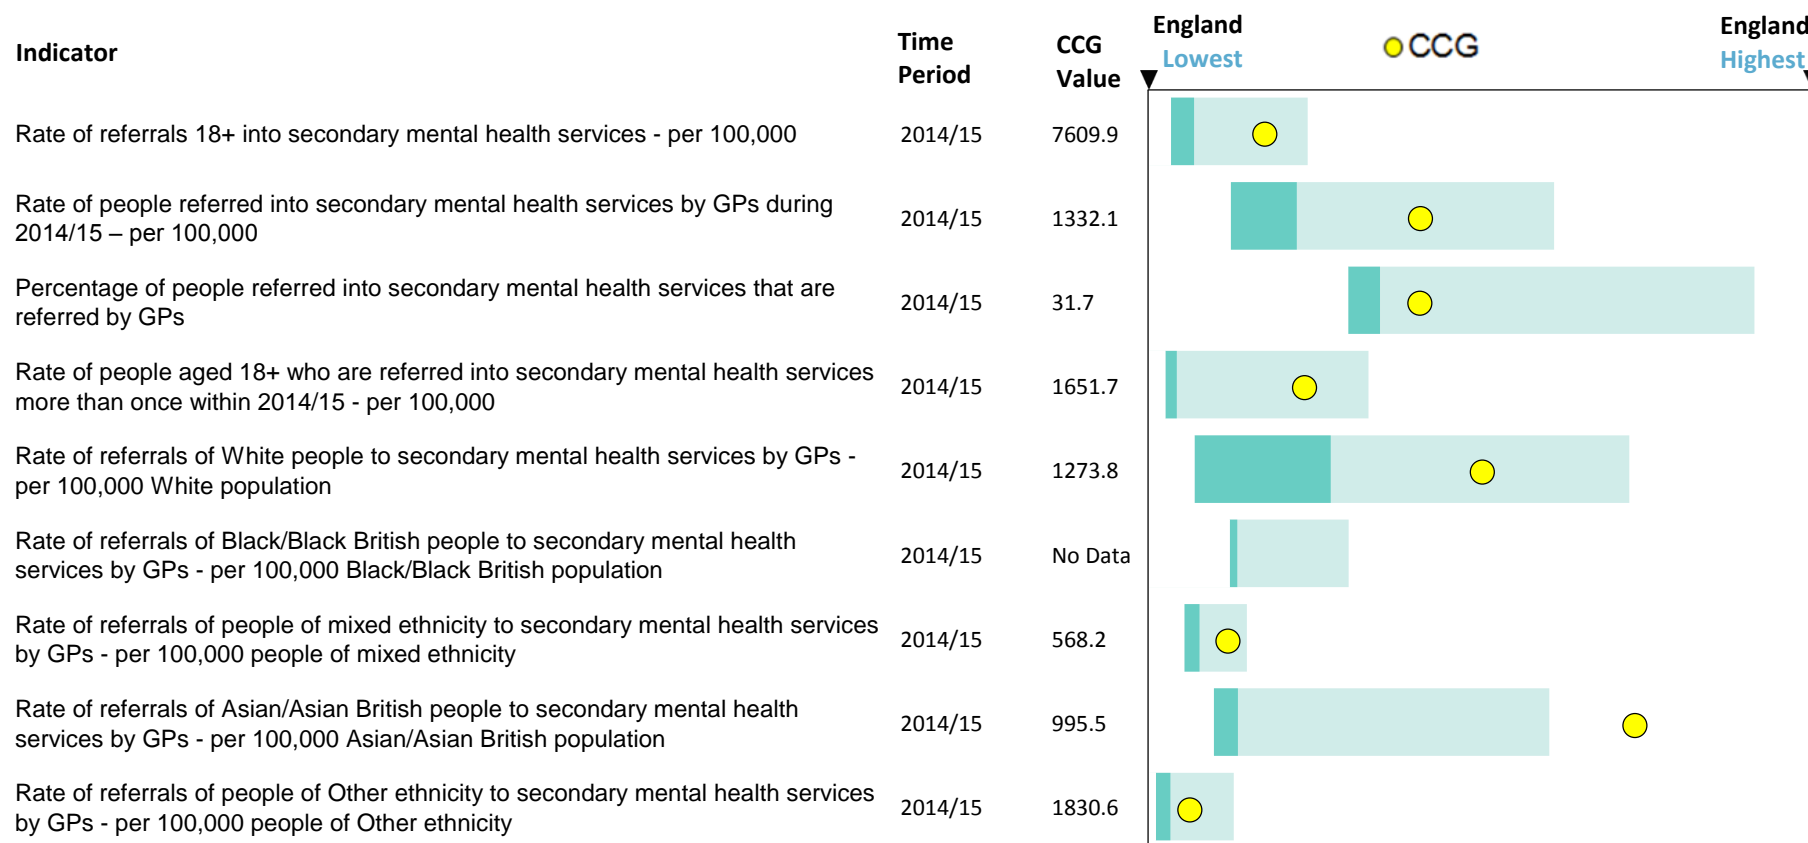 Indicator
Time
Period
CCG
Value
England
Lowest
CCG
England
Highest
Rate of referrals 18+ into secondary mental health services - per 100,000
2014/15
7609.9
Rate of people referred into secondary mental health services by GPs during
2014/15 – per 100,000
2014/15
1332.1
Percentage of people referred into secondary mental health services that are
referred by GPs
2014/15
31.7
Rate of people aged 18+ who are referred into secondary mental health services
more than once within 2014/15 - per 100,000
2014/15
1651.7
Rate of referrals of White people to secondary mental health services by GPs -
per 100,000 White population
2014/15
1273.8
Rate of referrals of Black/Black British people to secondary mental health
services by GPs - per 100,000 Black/Black British population
2014/15
No Data
Rate of referrals of people of mixed ethnicity to secondary mental health services
by GPs - per 100,000 people of mixed ethnicity
2014/15
568.2
Rate of referrals of Asian/Asian British people to secondary mental health
services by GPs - per 100,000 Asian/Asian British population
2014/15
995.5
Rate of referrals of people of Other ethnicity to secondary mental health services
by GPs - per 100,000 people of Other ethnicity
2014/15
1830.6